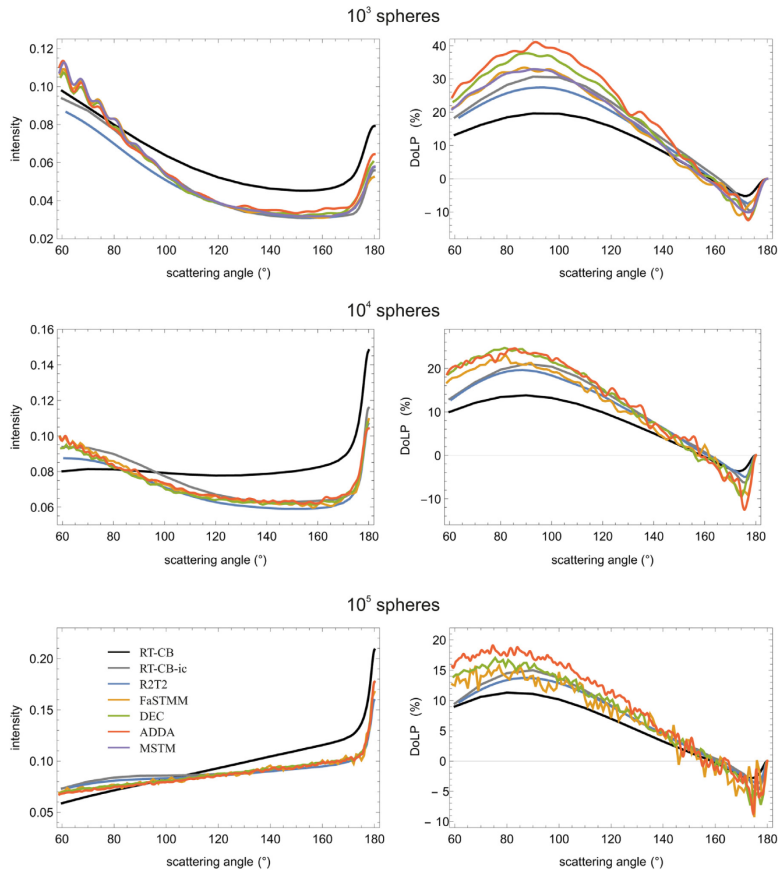 10³ spheres
0.12
0.10
0.08
0.06
0.04
0.02
intensity
60 80 100 120 140 160 180
scattering angle (°)
40
30
20
10
0
− 10
DoLP (%)
60 80 100 120 140 160 180
scattering angle (°)
10⁴ spheres
0.16
0.14
0.12
0.10
0.08
0.06
intensity
60 80 100 120 140 160 180
scattering angle (°)
20
10
0
−10
DoLP (%)
60 80 100 120 140 160 180
scattering angle (°)
10⁵ spheres
0.20
0.15
0.10
0.05
intensity
RT-CB
RT-CB-ic
R2T2
FaSTMM
DEC
ADDA
MSTM
60 80 100 120 140 160 180
scattering angle (°)
20
15
10
5
0
− 5
− 10
DoLP (%)
60 80 100 120 140 160 180
scattering angle (°)